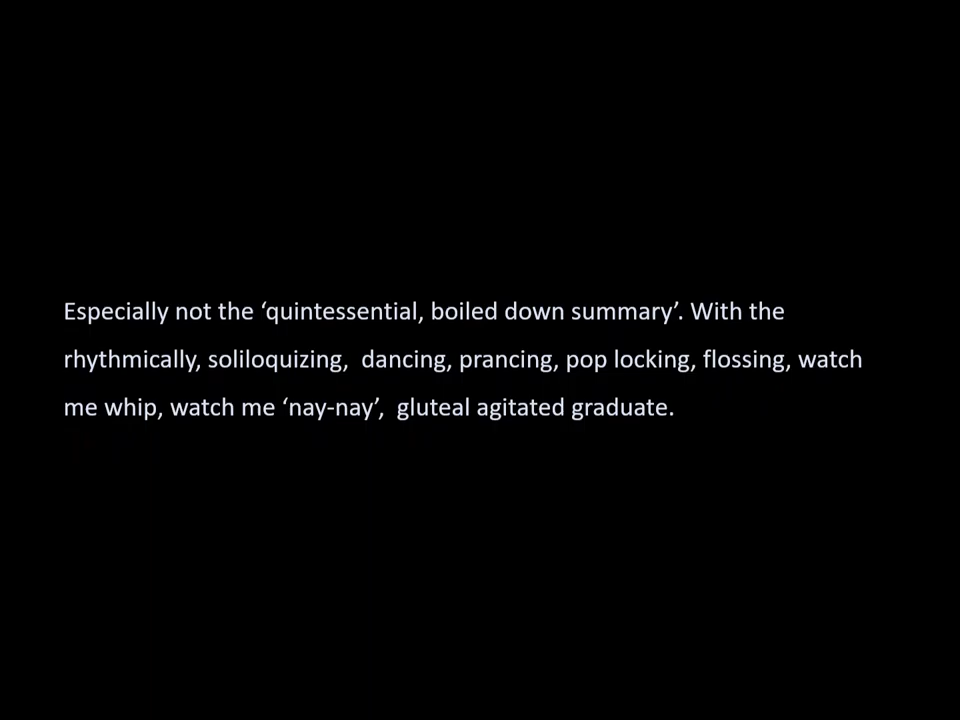 Especially not the ‘quintessential, boiled down summary’. With the
rhythmically, soliloquizing,  dancing, prancing, pop locking, flossing, watch
me whip, watch me ‘nay-nay’,  gluteal agitated graduate.